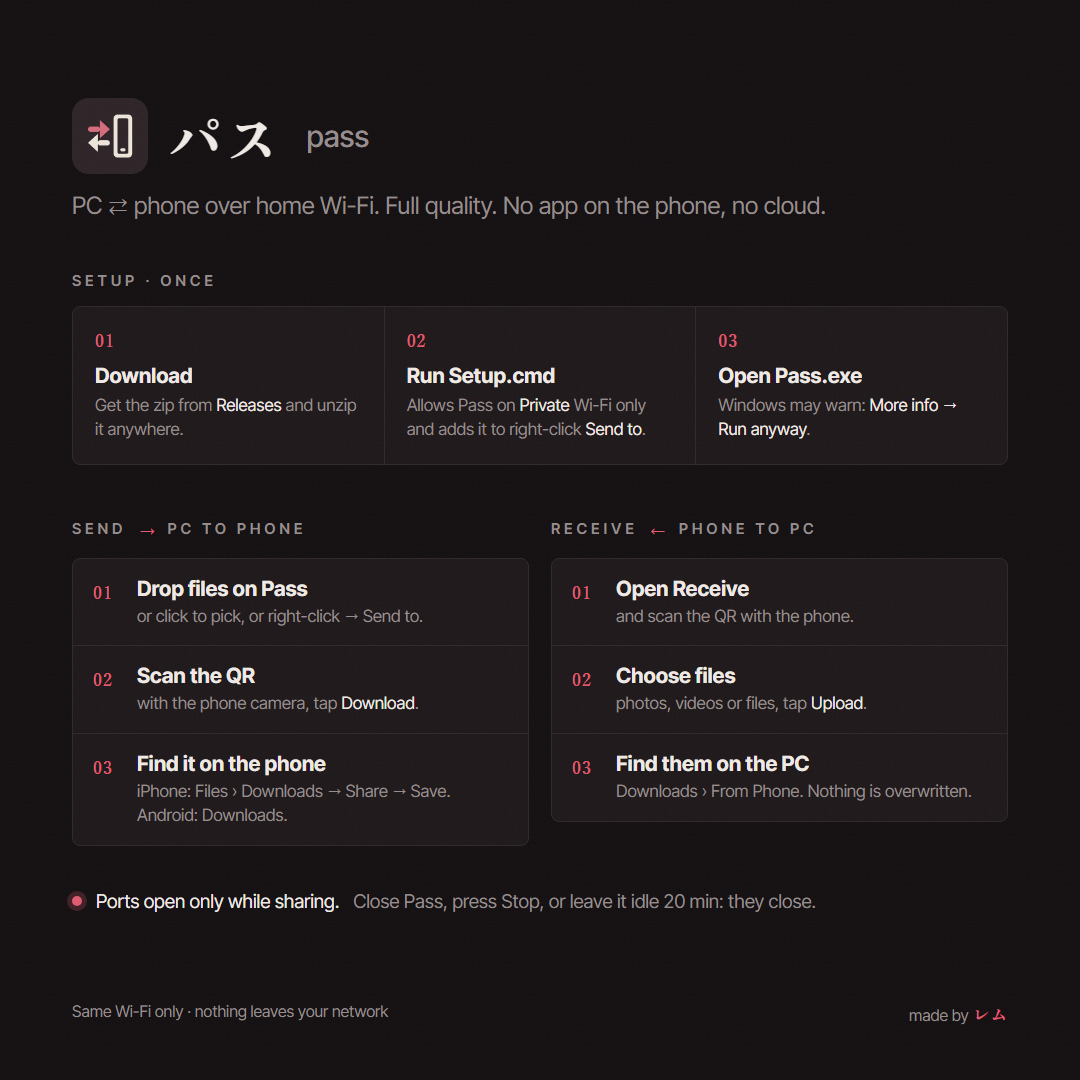 パス pass
PC ⇄ phone over home Wi-Fi. Full quality. No app on the phone, no cloud.
SETUP · ONCE
01
Download
Get the zip from Releases and unzip
it anywhere.
02
Run Setup.cmd
Allows Pass on Private Wi-Fi only
and adds it to right-click Send to.
03
Open Pass.exe
Windows may warn: More info →
Run anyway.
SEND → PC TO PHONE
01 Drop files on Pass
or click to pick, or right-click → Send to.
02 Scan the QR
with the phone camera, tap Download.
03 Find it on the phone
iPhone: Files › Downloads → Share → Save.
Android: Downloads.
RECEIVE ← PHONE TO PC
01 Open Receive
and scan the QR with the phone.
02 Choose files
photos, videos or files, tap Upload.
03 Find them on the PC
Downloads › From Phone. Nothing is overwritten.
Ports open only while sharing. Close Pass, press Stop, or leave it idle 20 min: they close.
Same Wi-Fi only · nothing leaves your network
made by レム